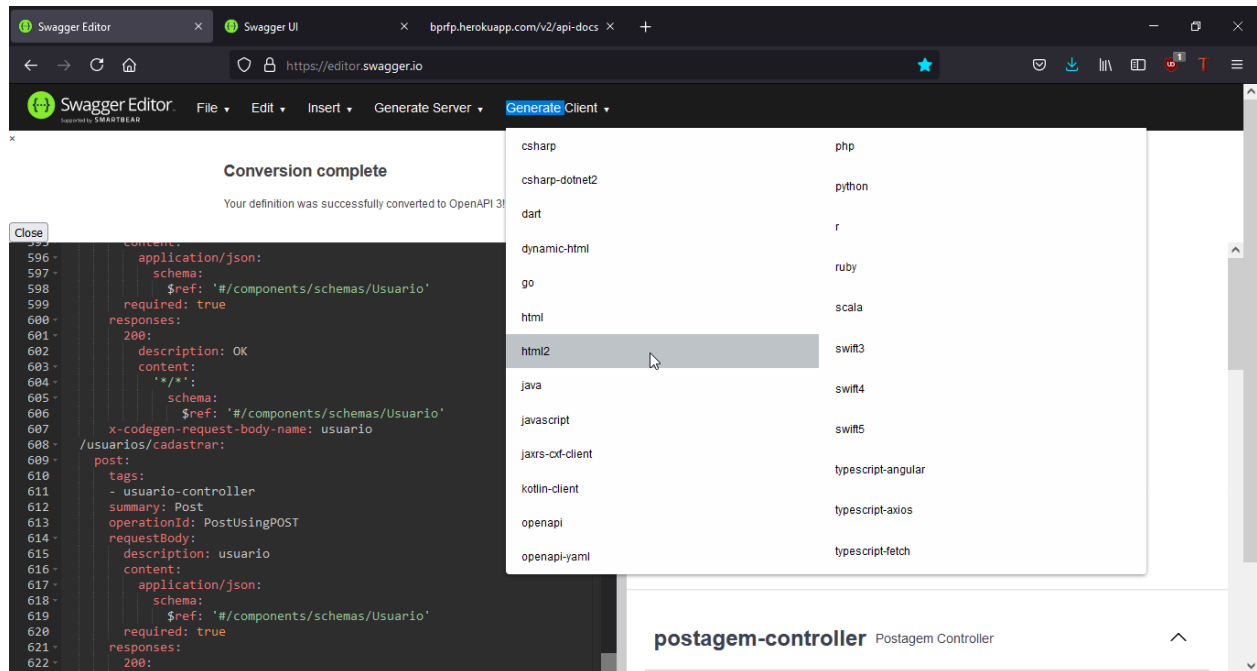 Swagger Editor
Swagger UI
bprfp.herokuapp.com/v2/api-docs
https://editor.swagger.io
1
Swagger Editor.
Supported by SMARTBEAR
File
Edit
Insert
Generate Server
Generate Client
Conversion complete
Your definition was successfully converted to OpenAPI 3!
Close
595 content:
596 application/json:
597 schema:
598 $ref: '#/components/schemas/Usuario'
599 required: true
600 responses:
601 200:
602 description: OK
603 content:
604 '*/*':
605 schema:
606 $ref: '#/components/schemas/Usuario'
607 x-codegen-request-body-name: usuario
608 /usuarios/cadastrar:
609 post:
610 tags:
611 - usuario-controller
612 summary: Post
613 operationId: PostUsingPOST
614 requestBody:
615 description: usuario
616 content:
617 application/json:
618 schema:
619 $ref: '#/components/schemas/Usuario'
620 required: true
621 responses:
622 200:
csharp
csharp-dotnet2
dart
dynamic-html
go
html
html2
java
javascript
jaxrs-cxf-client
kotlin-client
openapi
openapi-yaml
php
python
r
ruby
scala
swift3
swift4
swift5
typescript-angular
typescript-axios
typescript-fetch
postagem-controller Postagem Controller